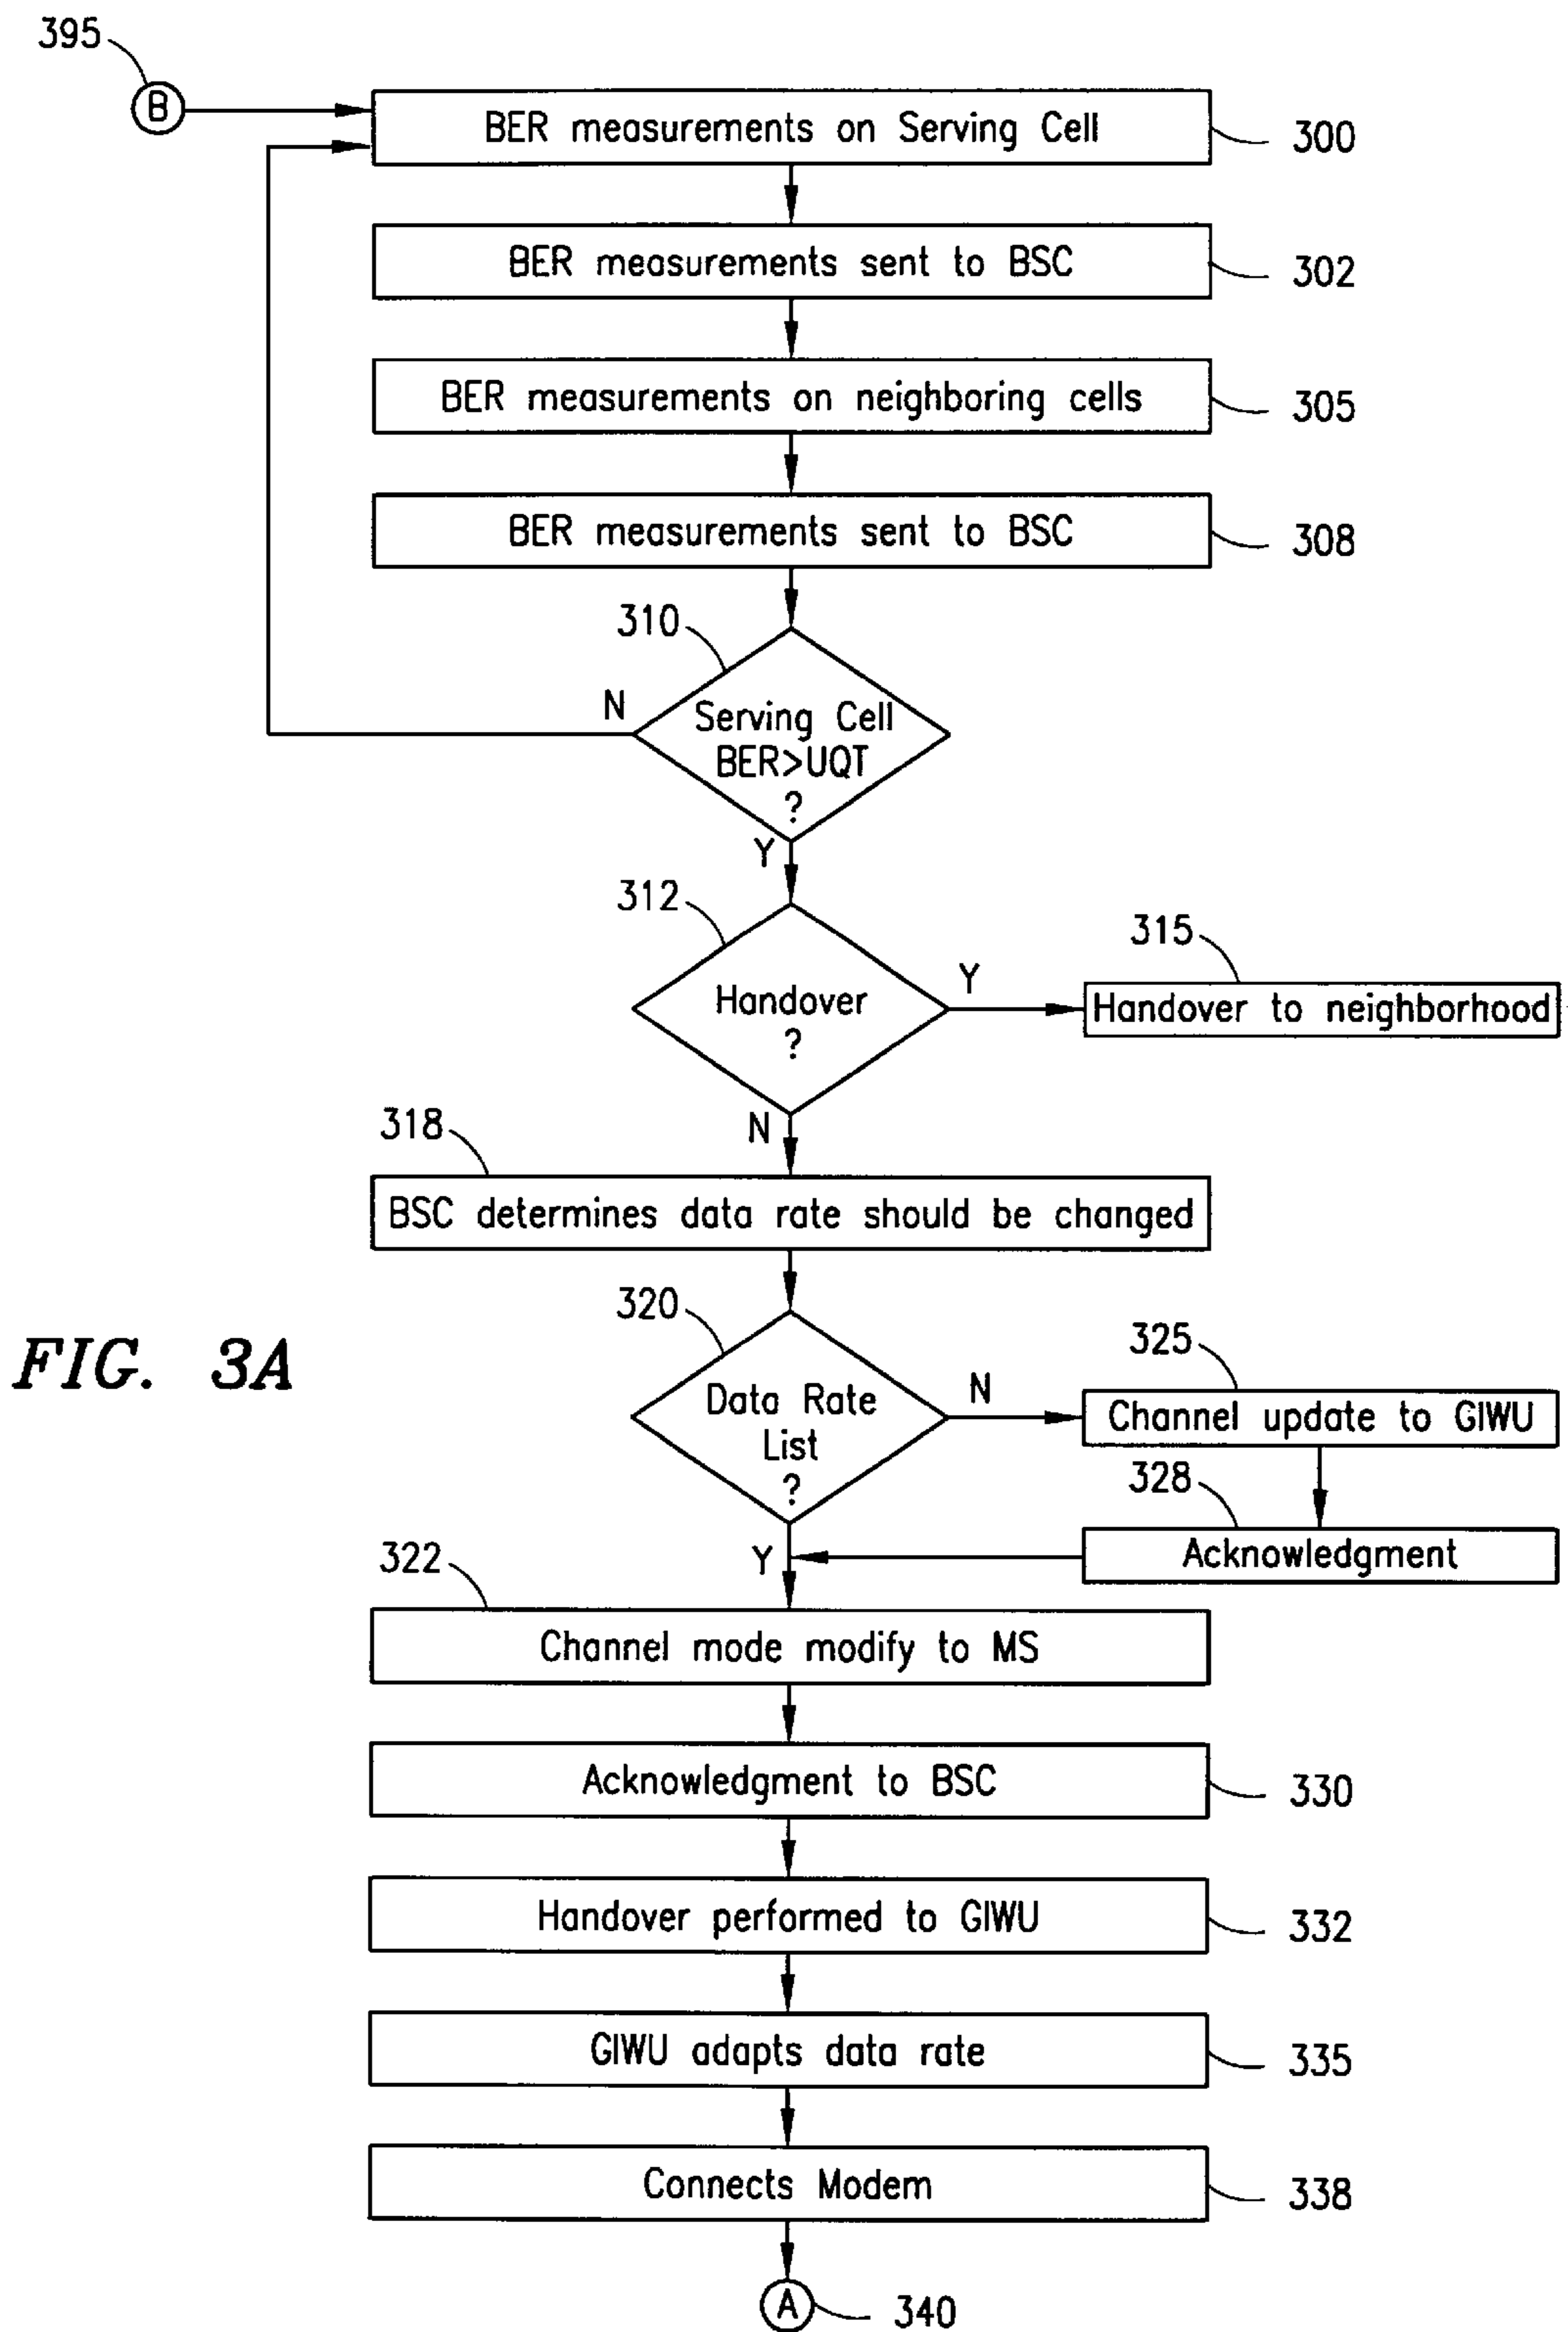 395
B
BER measurements on Serving Cell
300
BER measurements sent to BSC
302
BER measurements on neighboring cells
305
BER measurements sent to BSC
308
310
N
Serving Cell
BER>UQT
?
Y
312
Handover
?
Y
315
Handover to neighborhood
N
318
BSC determines data rate should be changed
320
Data Rate
List
?
N
325
Channel update to GIWU
328
Acknowledgment
Y
FIG. 3A
322
Channel mode modify to MS
Acknowledgment to BSC
330
Handover performed to GIWU
332
GIWU adapts data rate
335
Connects Modem
338
A
340